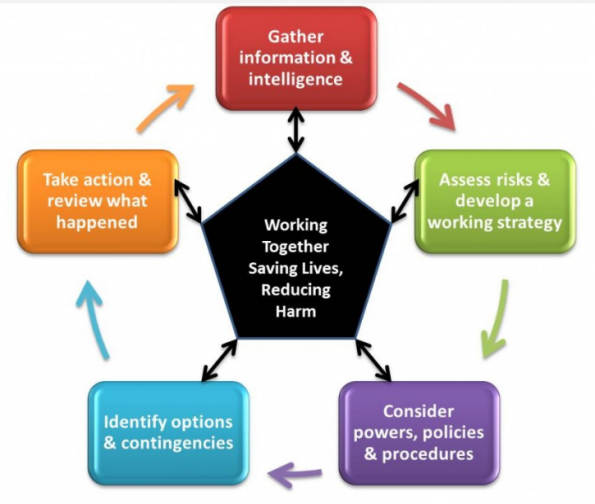 Gather
information &
intelligence
Assess risks &
develop a
working strategy
Consider
powers, policies
& procedures
Identify options
& contingencies
Take action &
review what
happened
Working
Together
Saving Lives,
Reducing
Harm